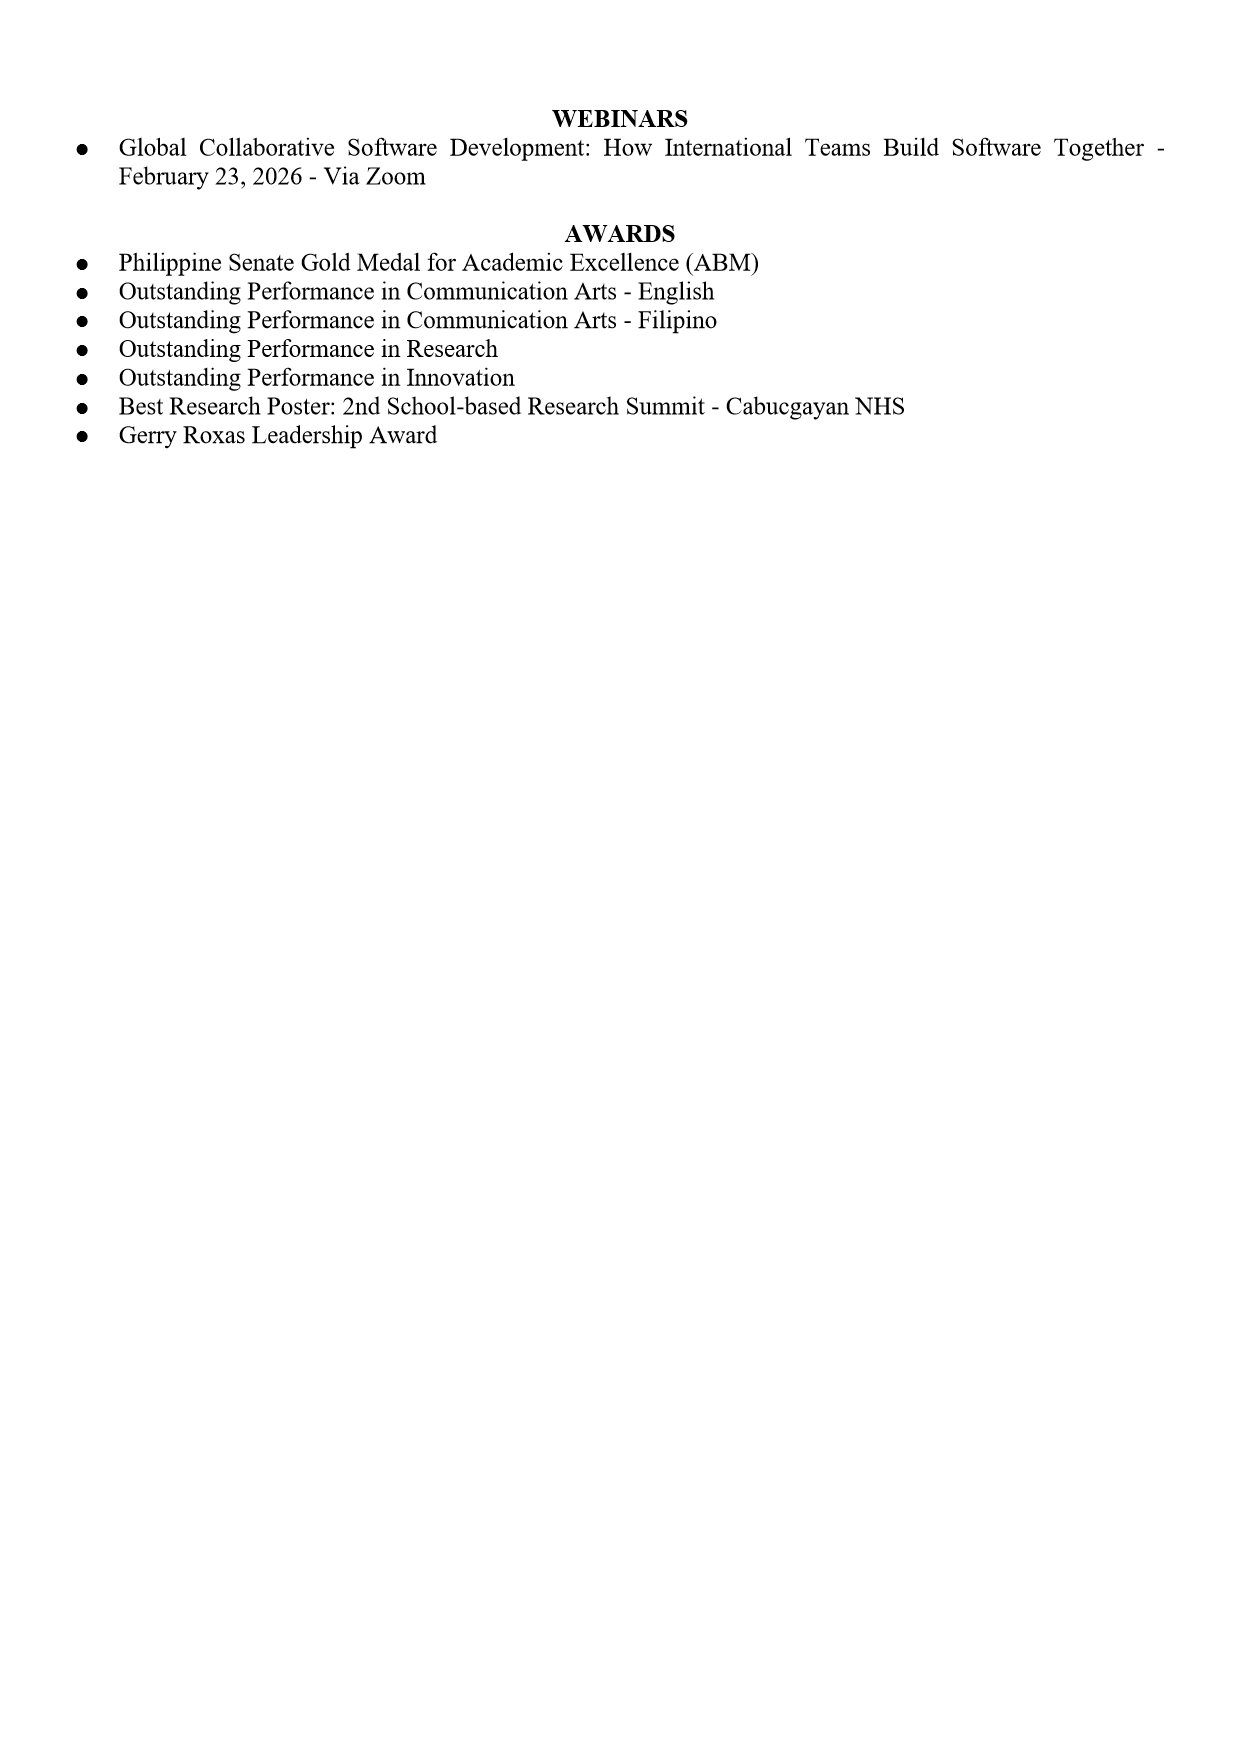 WEBINARS
● Global Collaborative Software Development: How International Teams Build Software Together -
February 23, 2026 - Via Zoom
AWARDS
● Philippine Senate Gold Medal for Academic Excellence (ABM)
● Outstanding Performance in Communication Arts - English
● Outstanding Performance in Communication Arts - Filipino
● Outstanding Performance in Research
● Outstanding Performance in Innovation
● Best Research Poster: 2nd School-based Research Summit - Cabucgayan NHS
● Gerry Roxas Leadership Award